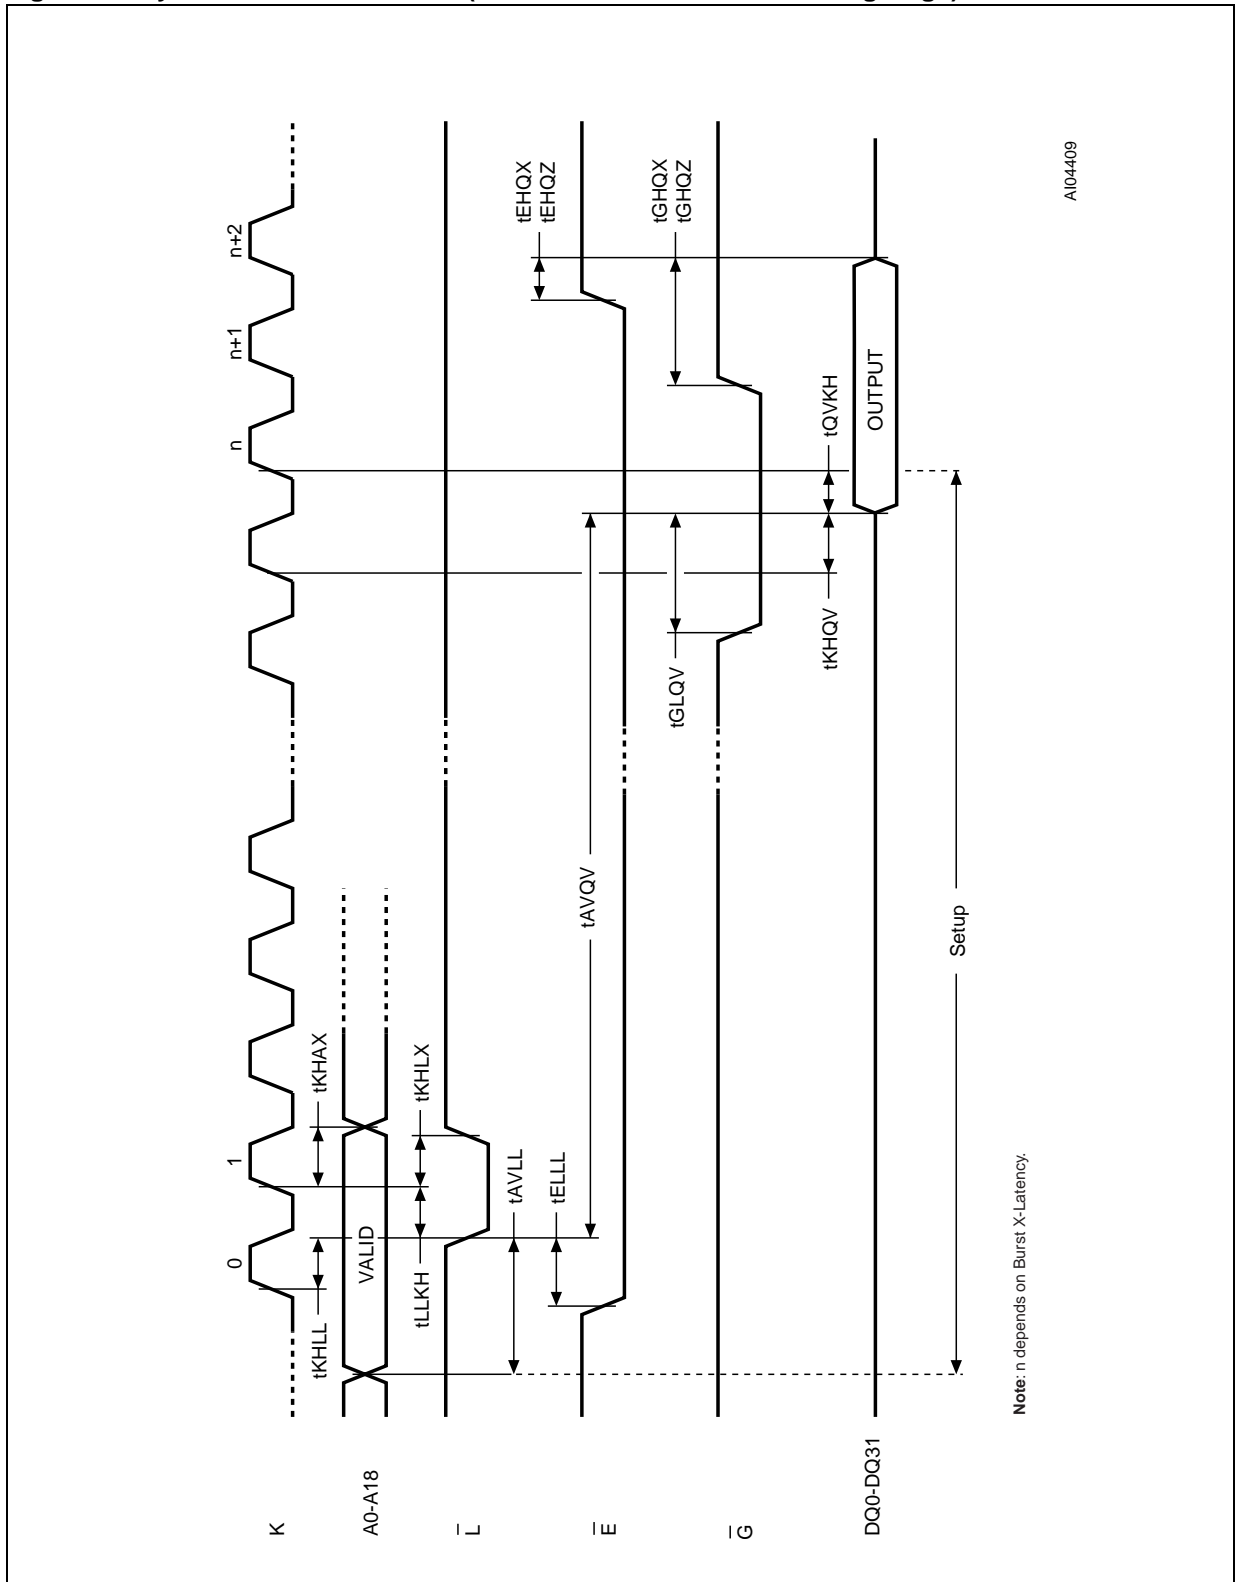 0
1
n
n+1
n+2
K
tKHLL
tKHAX
A0-A18
VALID
L
tLLKH
tKHLX
tAVLL
E
tELLL
tEHQX
tEHQZ
tAVQV
G
tGLQV
tGHQX
tGHQZ
tKHQV
tQVKH
DQ0-DQ31
OUTPUT
Setup
Note: n depends on Burst X-Latency.
AI04409